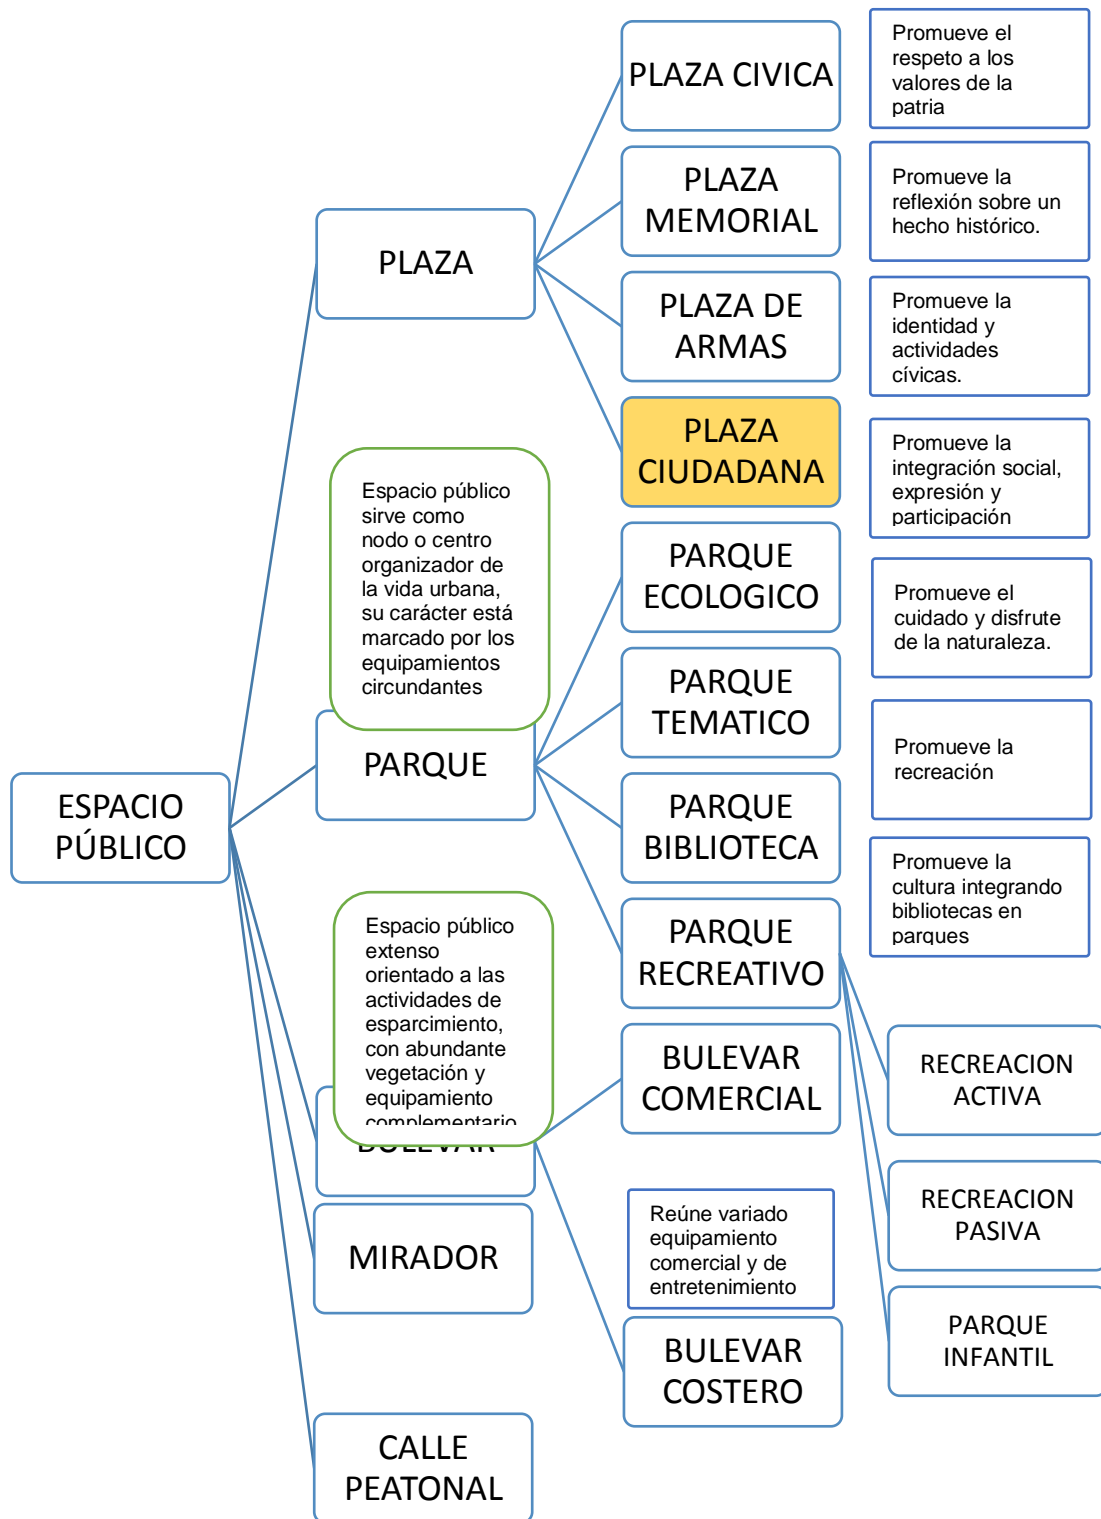 PLAZA CIVICA
Promueve el
respeto a los
valores de la
patria
PLAZA
MEMORIAL
Promueve la
reflexión sobre un
hecho histórico.
PLAZA
PLAZA DE
ARMAS
Promueve la
identidad y
actividades
cívicas.
PLAZA
CIUDADANA
Promueve la
integración social,
expresión y
participación
Espacio público
sirve como
nodo o centro
organizador de
la vida urbana,
su carácter está
marcado por los
equipamientos
circundantes
PARQUE
ECOLOGICO
Promueve el
cuidado y disfrute
de la naturaleza.
PARQUE
TEMATICO
Promueve la
recreación
PARQUE
ESPACIO
PÚBLICO
PARQUE
BIBLIOTECA
Promueve la
cultura integrando
bibliotecas en
parques
Espacio público
extenso
orientado a las
actividades de
esparcimiento,
con abundante
vegetación y
equipamiento
complementario
PARQUE
RECREATIVO
BULEVAR
COMERCIAL
RECREACION
ACTIVA
BULEVAR
RECREACION
PASIVA
MIRADOR
Reúne variado
equipamiento
comercial y de
entretenimiento
PARQUE
INFANTIL
BULEVAR
COSTERO
CALLE
PEATONAL